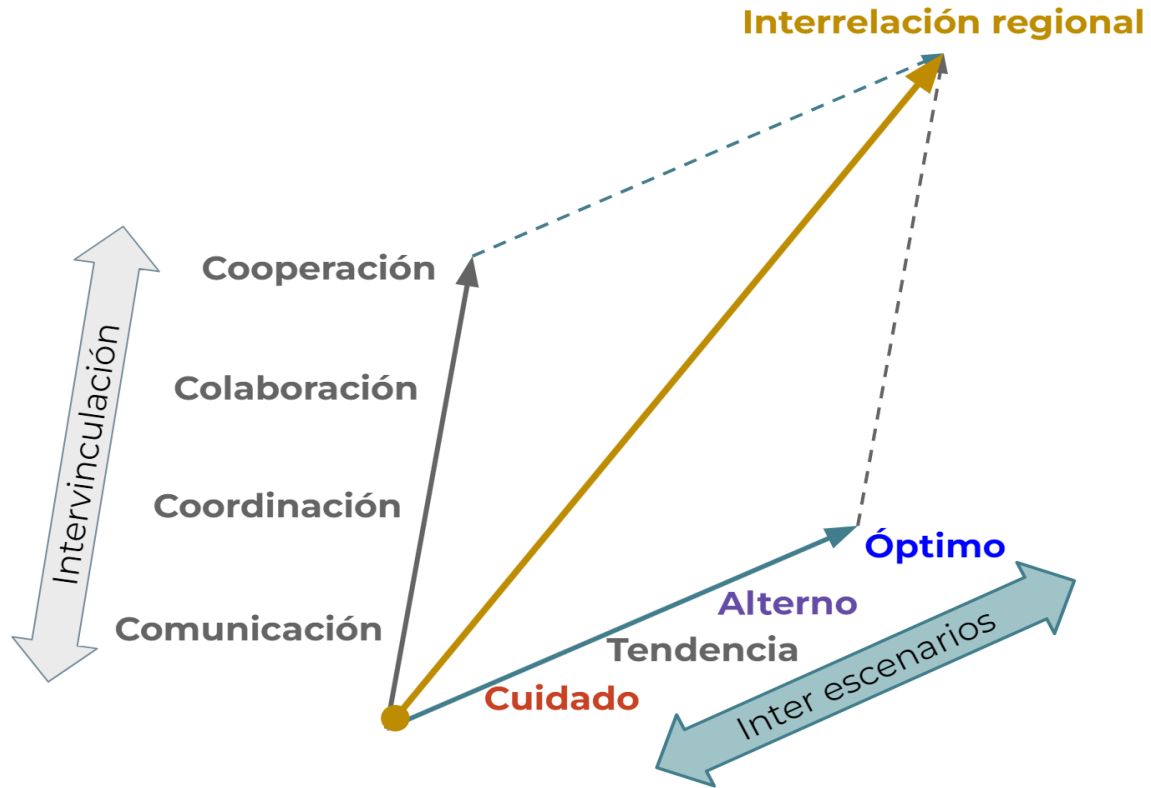 Interrelación regional
Cooperación
Colaboración
Intervinculación
Coordinación
Comunicación
Óptimo
Alterno
Tendencia
Cuidado
Inter escenarios